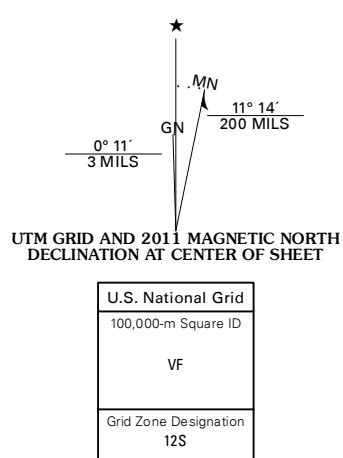 ★
MN
11° 14´
200 MILS
GN
0° 11´
3 MILS
UTM GRID AND 2011 MAGNETIC NORTH
DECLINATION AT CENTER OF SHEET
U.S. National Grid
100,000-m Square ID
VF
Grid Zone Designation
12S